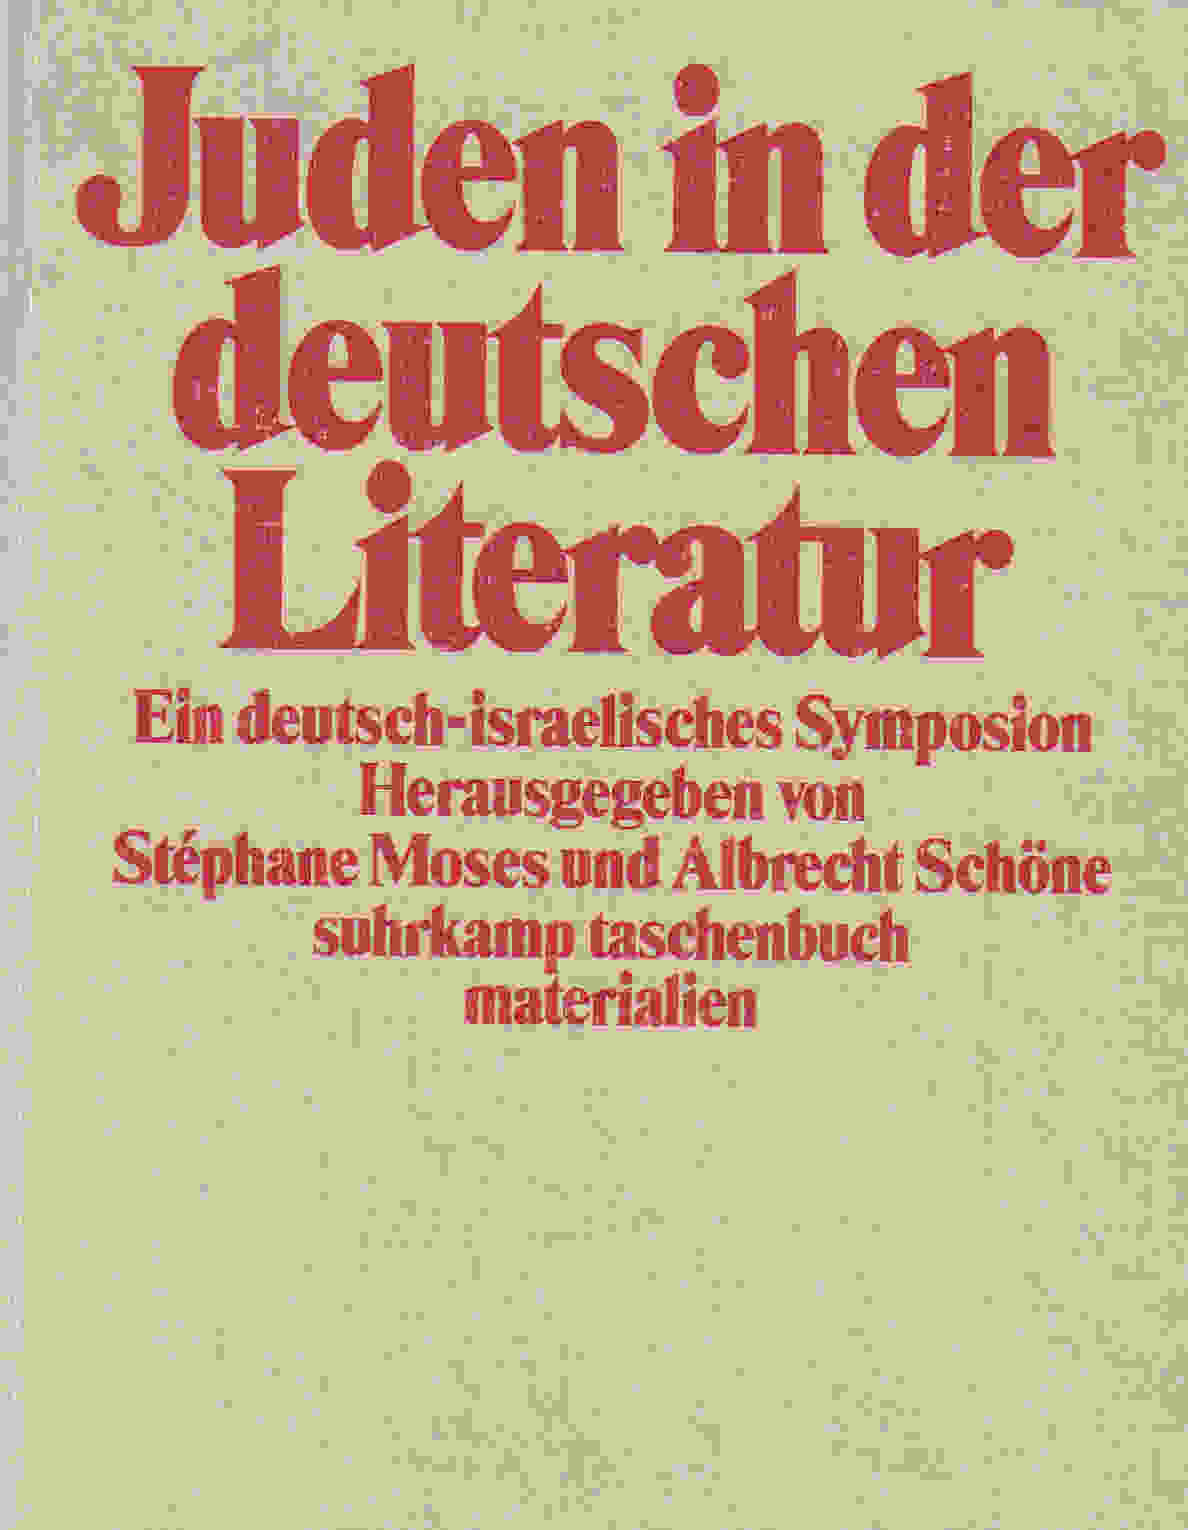 Juden in der
deutschen
Literatur
Ein deutsch-israelisches Symposion
Herausgegeben von
Stéphane Moses und Albrecht Schöne
suhrkamp taschenbuch
materialien